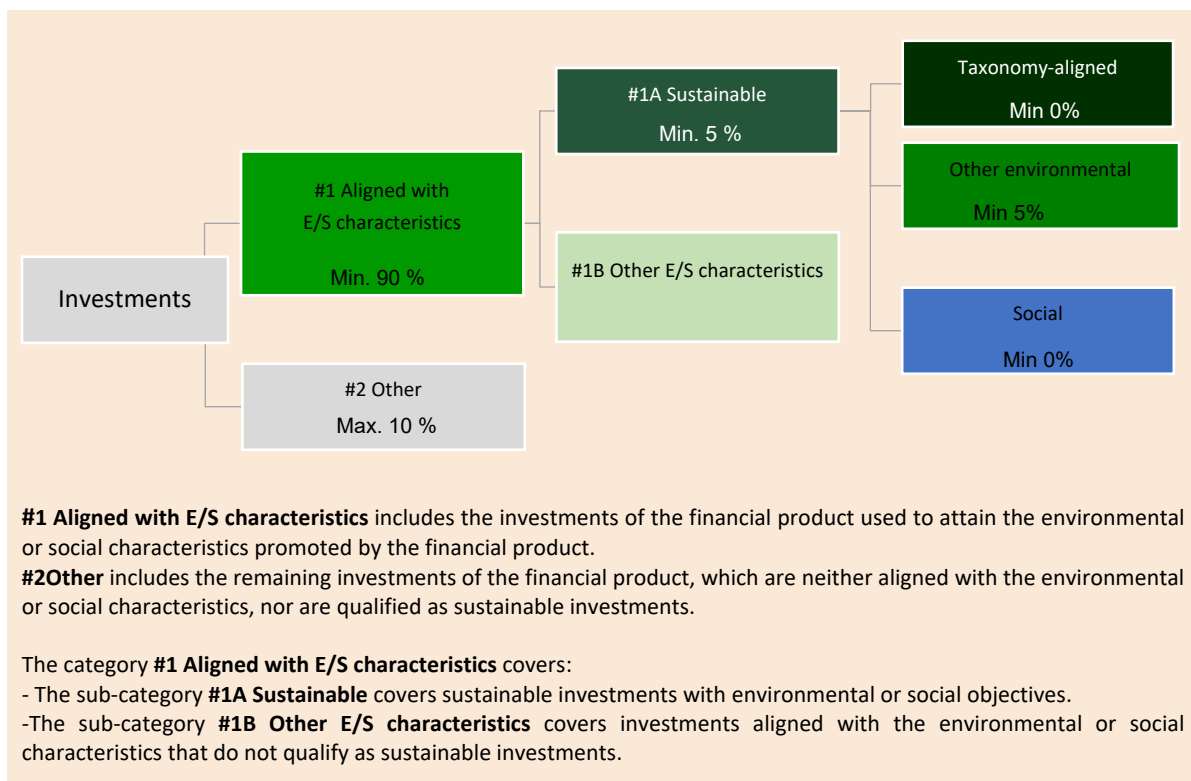 Investments
#1 Aligned with
E/S characteristics
Min. 90 %
#2 Other
Max. 10 %
#1A Sustainable
Min. 5 %
#1B Other E/S characteristics
Taxonomy-aligned
Min 0%
Other environmental
Min 5%
Social
Min 0%
#1 Aligned with E/S characteristics includes the investments of the financial product used to attain the environmental
or social characteristics promoted by the financial product.
#2Other includes the remaining investments of the financial product, which are neither aligned with the environmental
or social characteristics, nor are qualified as sustainable investments.
The category #1 Aligned with E/S characteristics covers:
- The sub-category #1A Sustainable covers sustainable investments with environmental or social objectives.
-The sub-category #1B Other E/S characteristics covers investments aligned with the environmental or social
characteristics that do not qualify as sustainable investments.